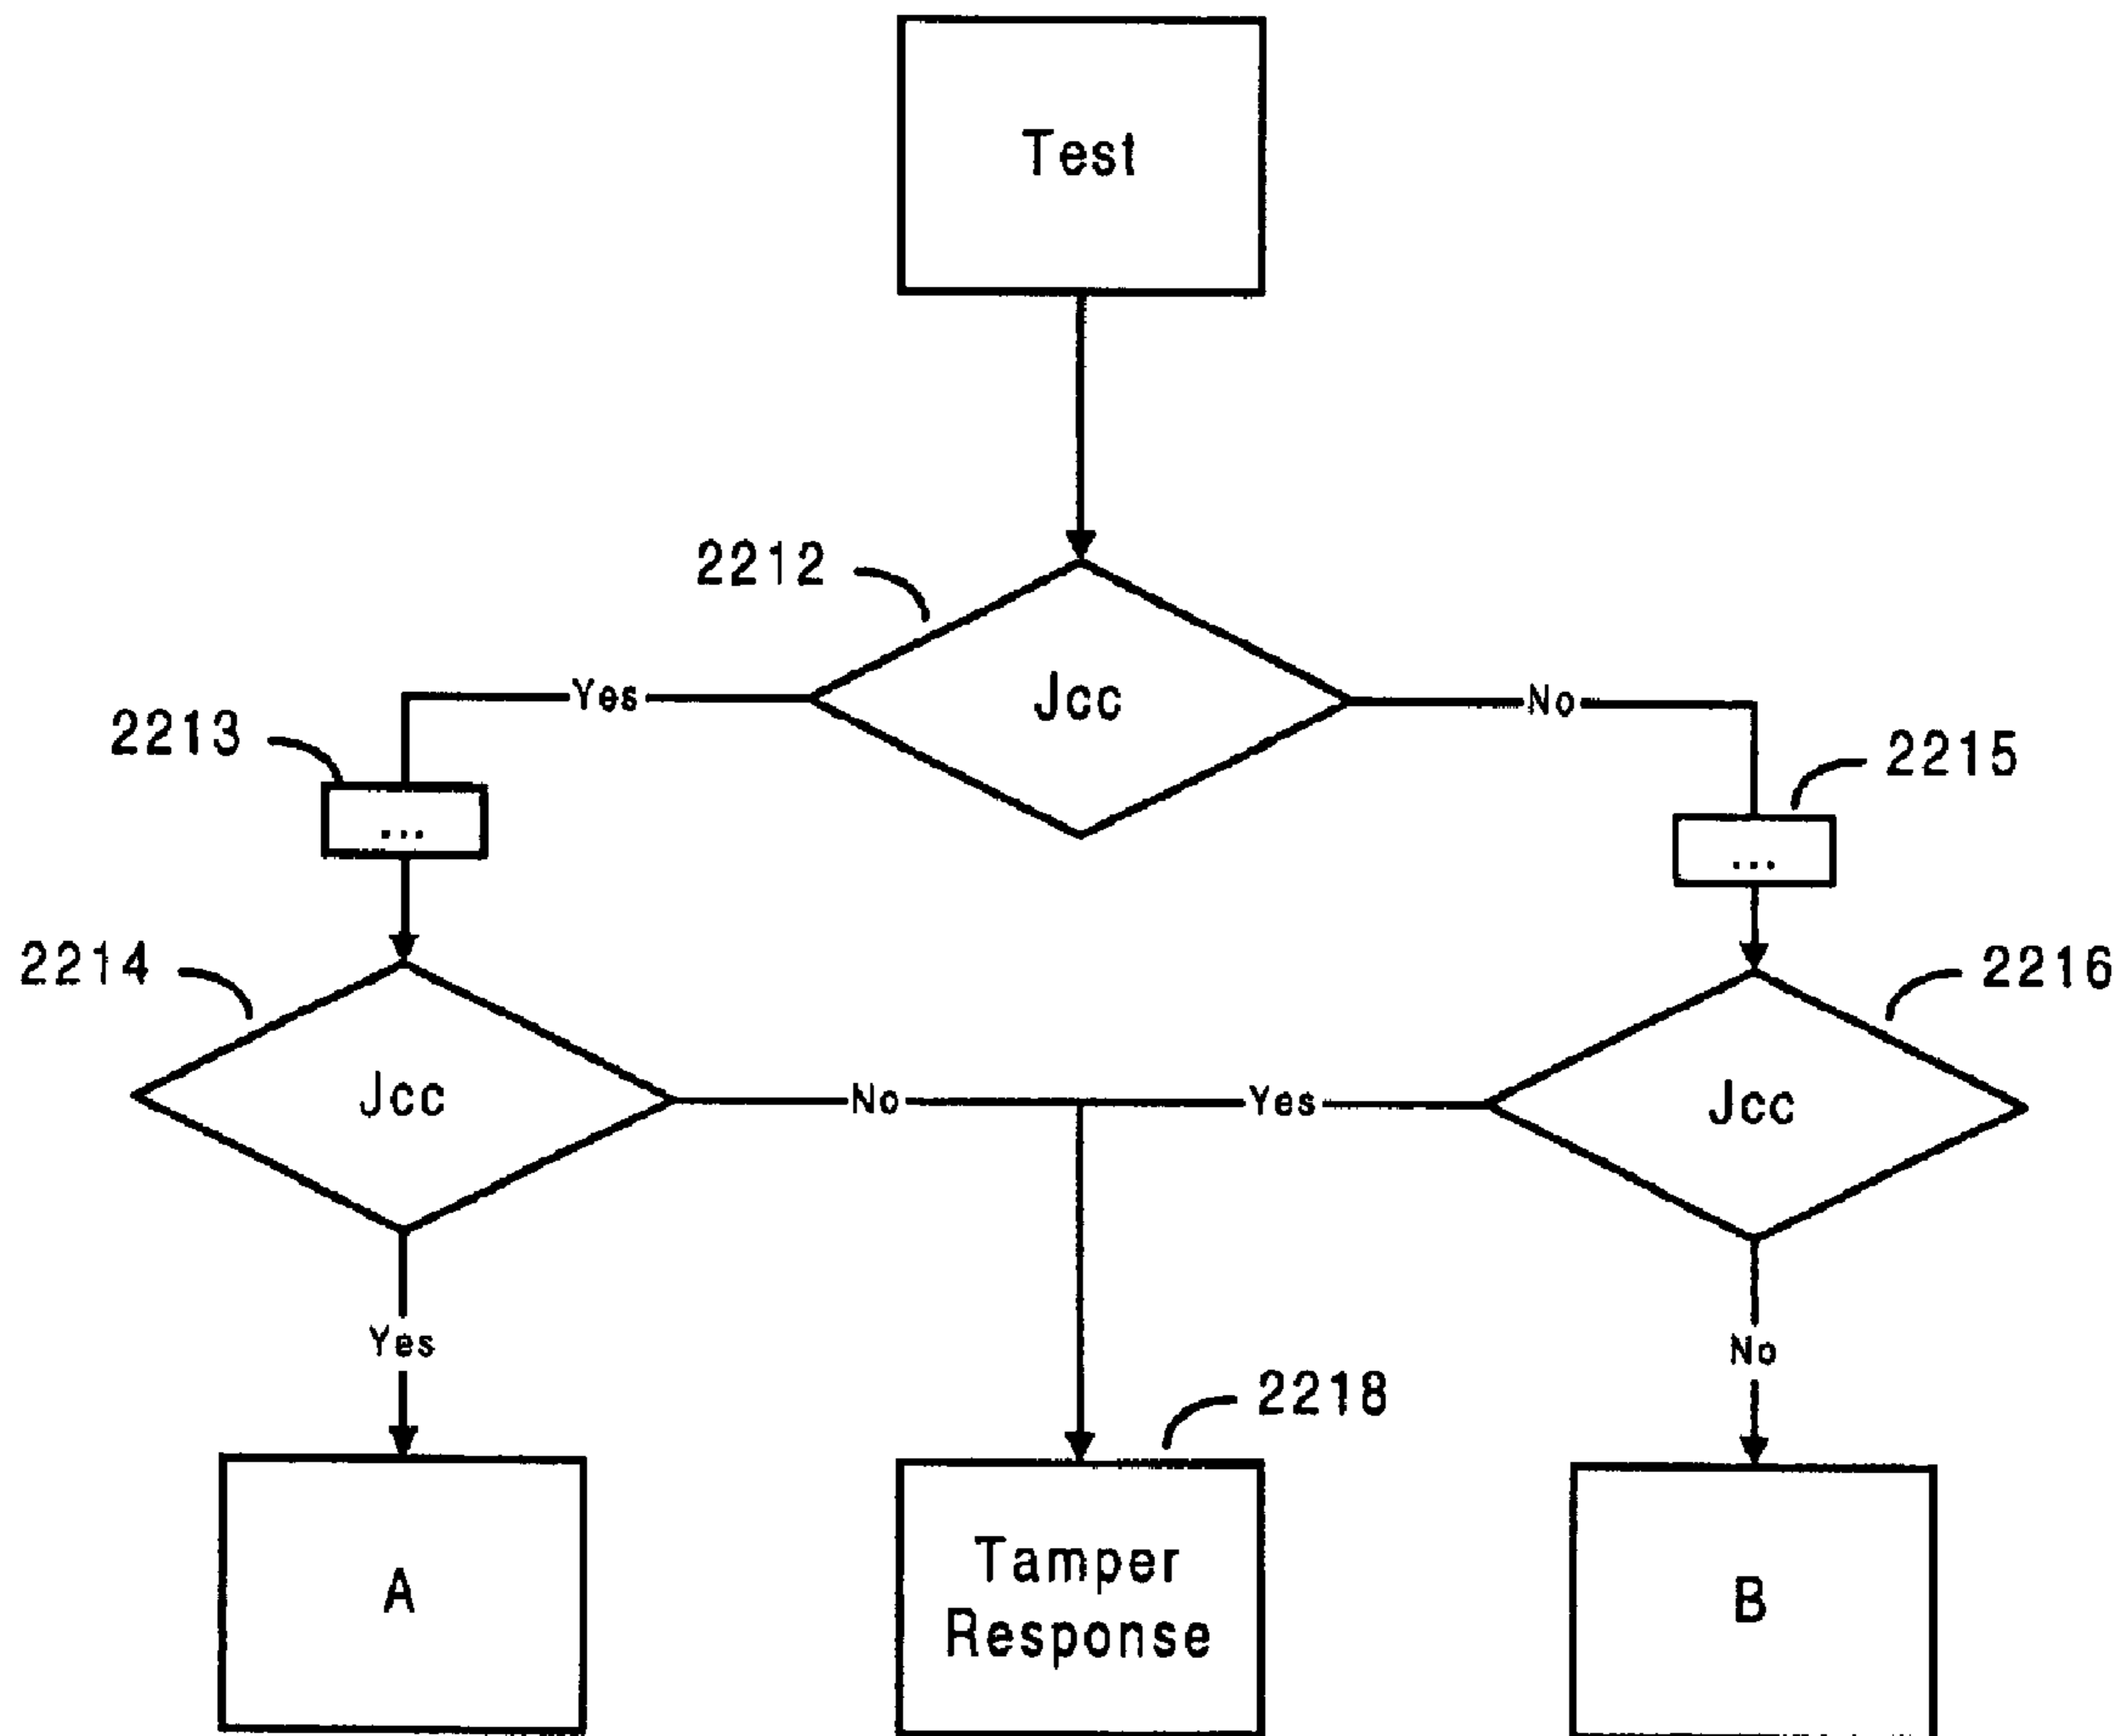 Test
2212
Jcc
Yes
No
2213
...
2215
...
2214
Jcc
No
Yes
2216
Jcc
Yes
No
2218
A
Tamper
Response
B